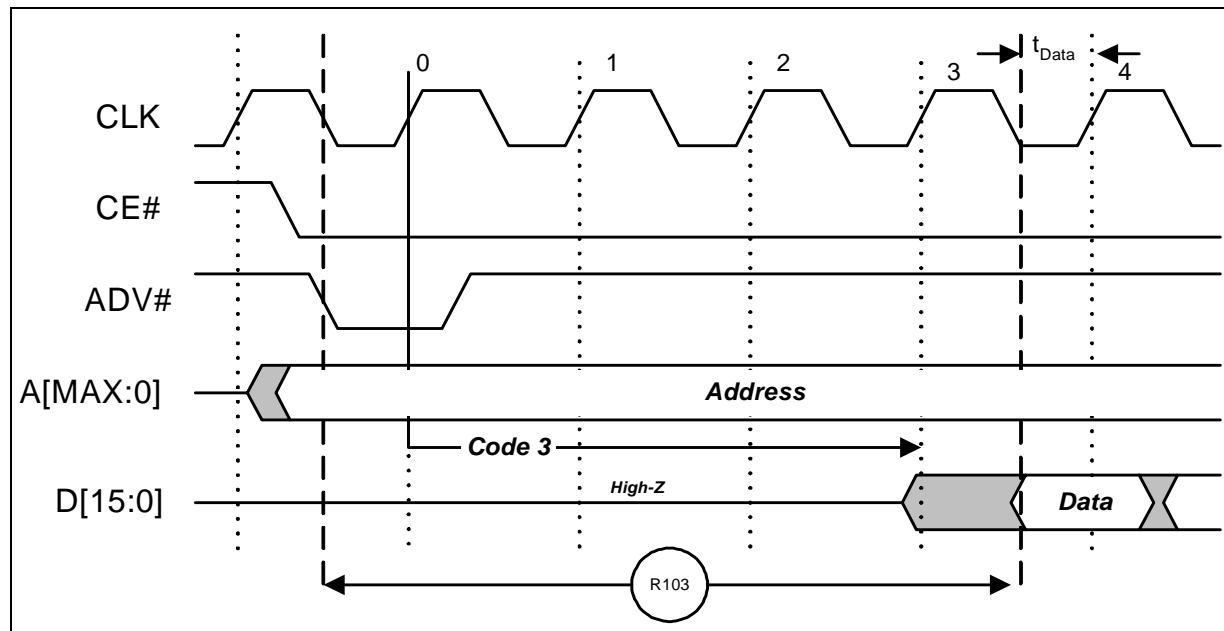 0 1 2 3 t_Data 4
CLK
CE#
ADV#
A[MAX:0] Address
Code 3
D[15:0] High-Z Data
R103